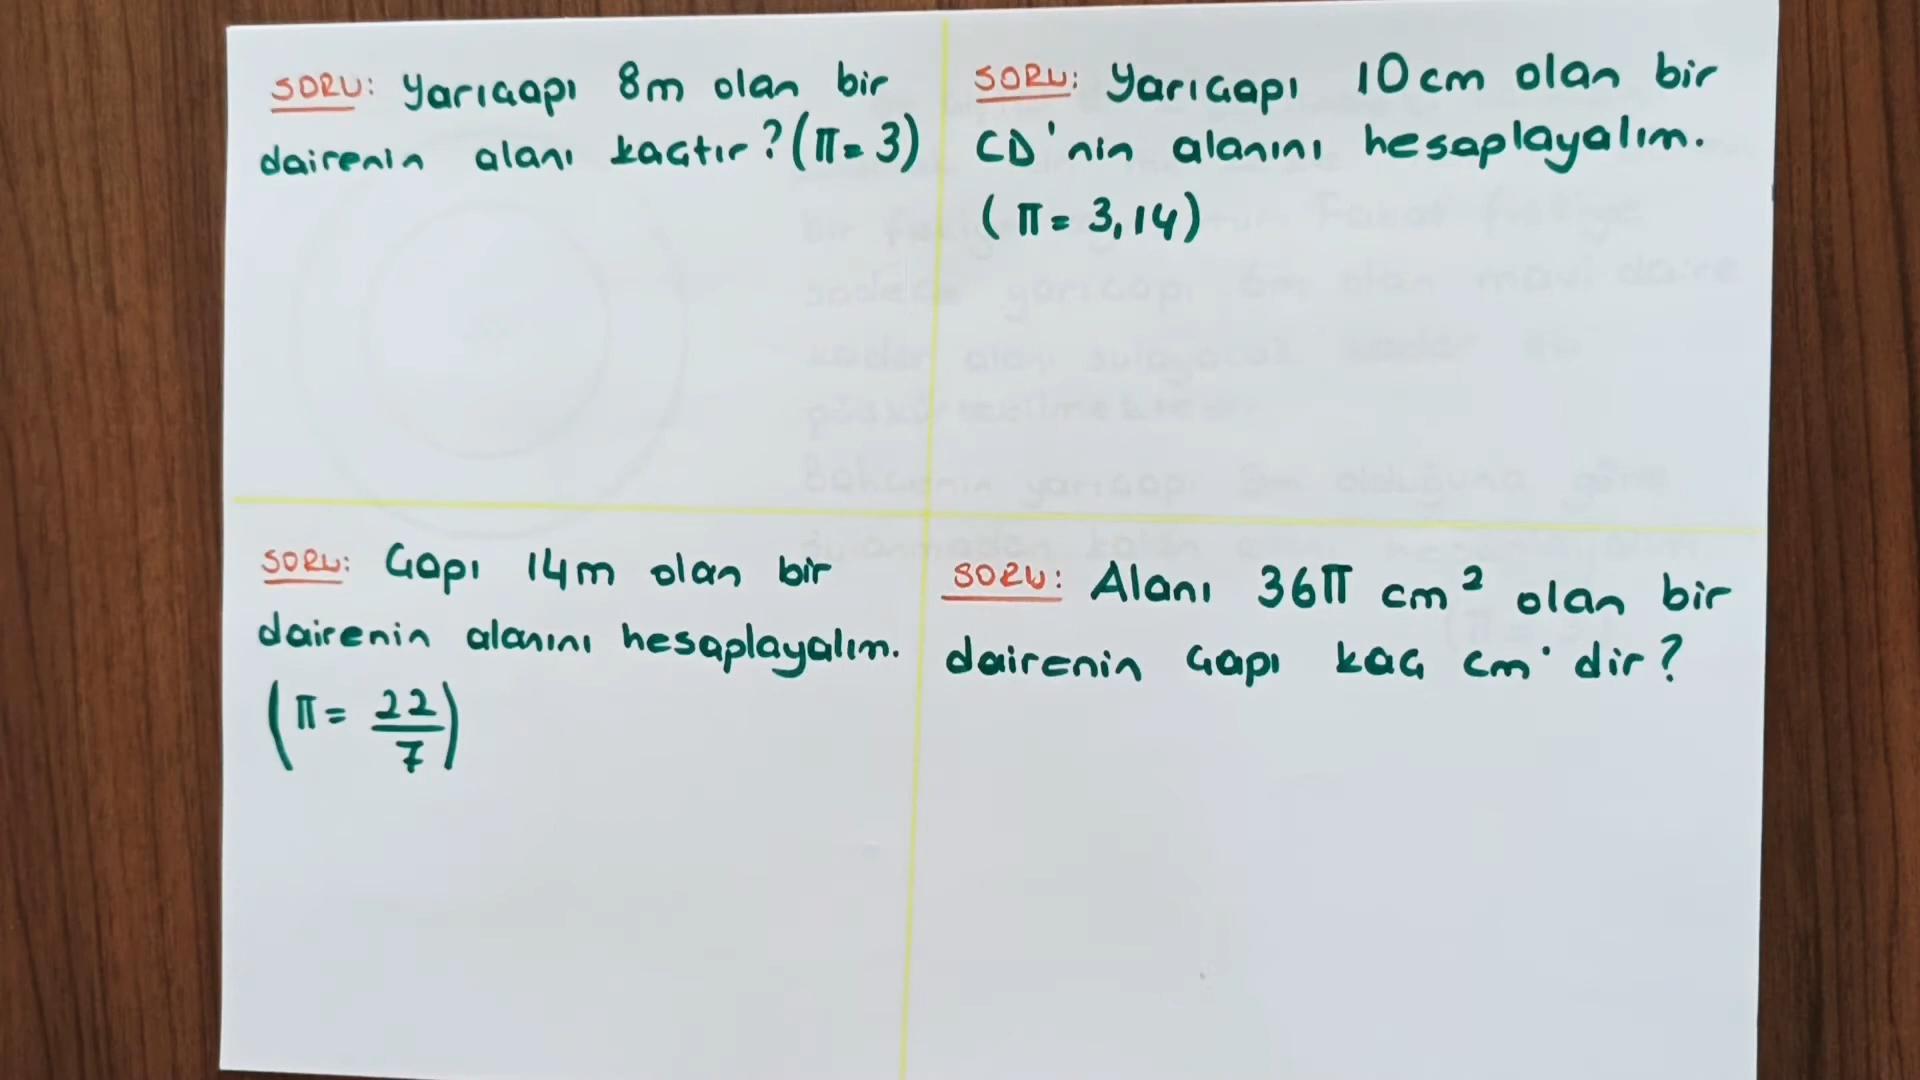 SORU: Yarıçapı 8m olan bir
dairenin alanı kaçtır? (π = 3)
SORU: Yarıçapı 10cm olan bir
CD'nin alanını hesaplayalım.
(π = 3,14)
SORU: Çapı 14m olan bir
dairenin alanını hesaplayalım.
(π = 22/7)
SORU: Alanı 36π cm² olan bir
dairenin çapı kaç cm' dir?